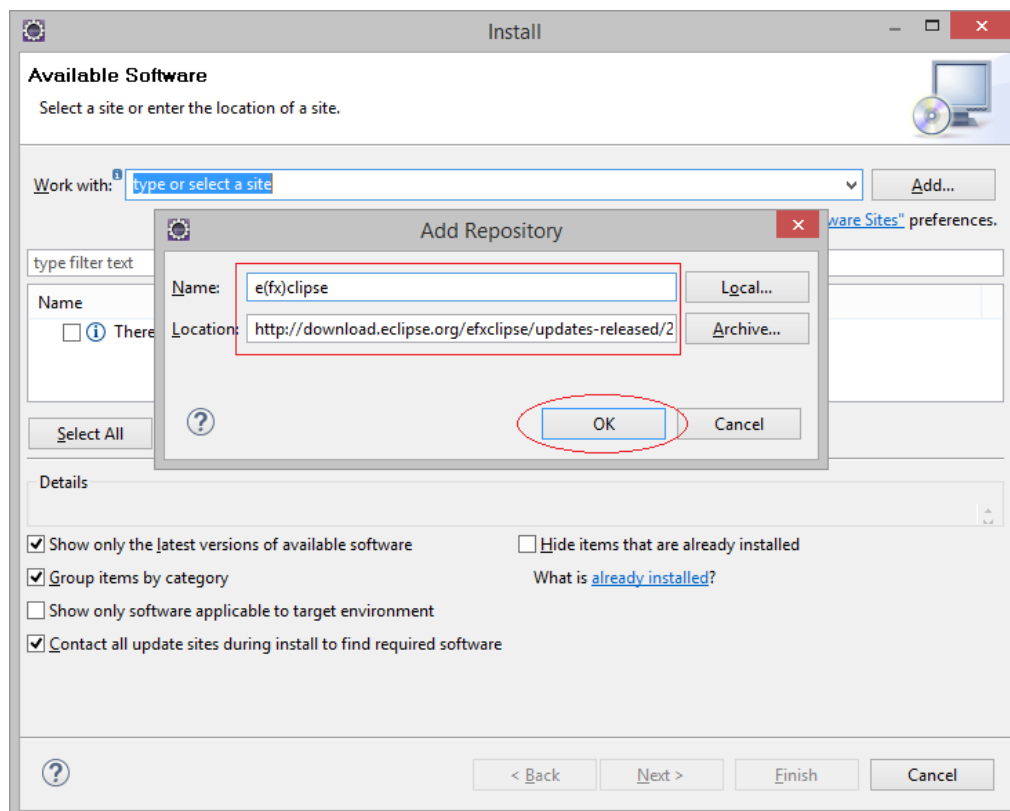 Install
Available Software
Select a site or enter the location of a site.
Work with: type or select a site Add...
ware Sites" preferences.
Add Repository
type filter text
Name: e(fx)clipse Local...
Name
Location: http://download.eclipse.org/efxclipse/updates-released/2 Archive...
There
OK Cancel
Select All
Details
Show only the latest versions of available software Hide items that are already installed
Group items by category What is already installed?
Show only software applicable to target environment
Contact all update sites during install to find required software
< Back Next > Finish Cancel